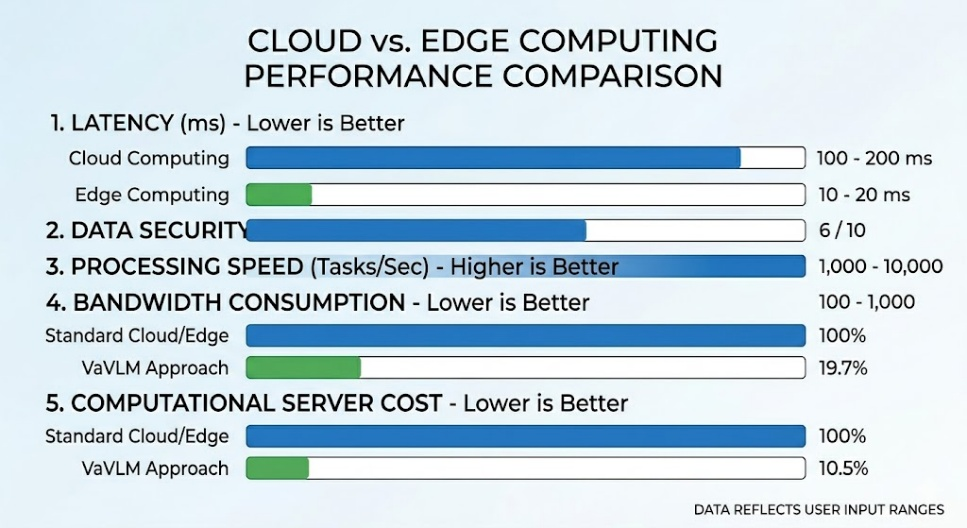 CLOUD vs. EDGE COMPUTING
PERFORMANCE COMPARISON
1. LATENCY (ms) - Lower is Better
Cloud Computing 100 - 200 ms
Edge Computing 10 - 20 ms
2. DATA SECURITY 6 / 10
3. PROCESSING SPEED (Tasks/Sec) - Higher is Better 1,000 - 10,000
4. BANDWIDTH CONSUMPTION - Lower is Better 100 - 1,000
Standard Cloud/Edge 100%
VaVLM Approach 19.7%
5. COMPUTATIONAL SERVER COST - Lower is Better
Standard Cloud/Edge 100%
VaVLM Approach 10.5%
DATA REFLECTS USER INPUT RANGES